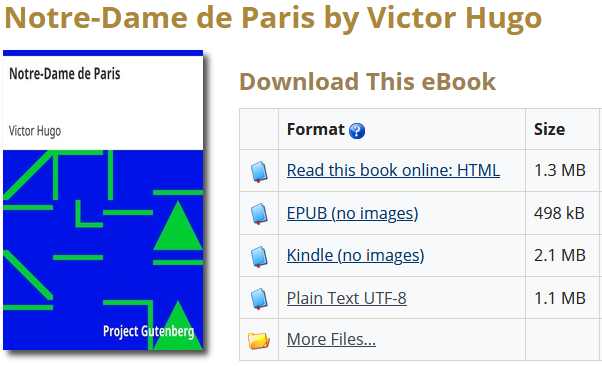 Notre-Dame de Paris by Victor Hugo
Notre-Dame de Paris
Victor Hugo
Project Gutenberg
Download This eBook
Format ? Size
Read this book online: HTML 1.3 MB
EPUB (no images) 498 kB
Kindle (no images) 2.1 MB
Plain Text UTF-8 1.1 MB
More Files...